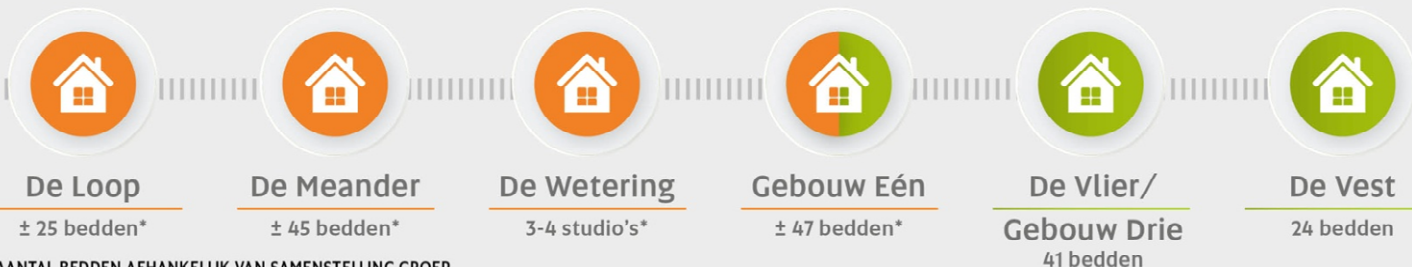 De Loop
± 25 bedden*
De Meander
± 45 bedden*
De Wetering
3-4 studio's*
Gebouw Eén
± 47 bedden*
De Vlier/
Gebouw Drie
41 bedden
De Vest
24 bedden
AANTAL BEDDEN AFHANKELIJK VAN SAMENSTELLING GROEP